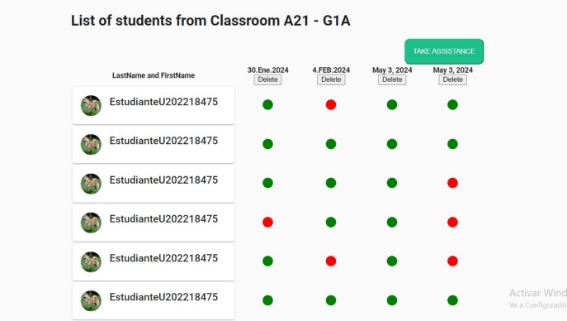 List of students from Classroom A21 - G1A
TAKE ASSISTANCE
LastName and FirstName 30.Ene.2024 4.FEB.2024 May 3, 2024 May 3, 2024
Delete Delete Delete Delete
EstudianteU202218475
EstudianteU202218475
EstudianteU202218475
EstudianteU202218475
EstudianteU202218475
EstudianteU202218475
Activar Wind
Ve a Configuració